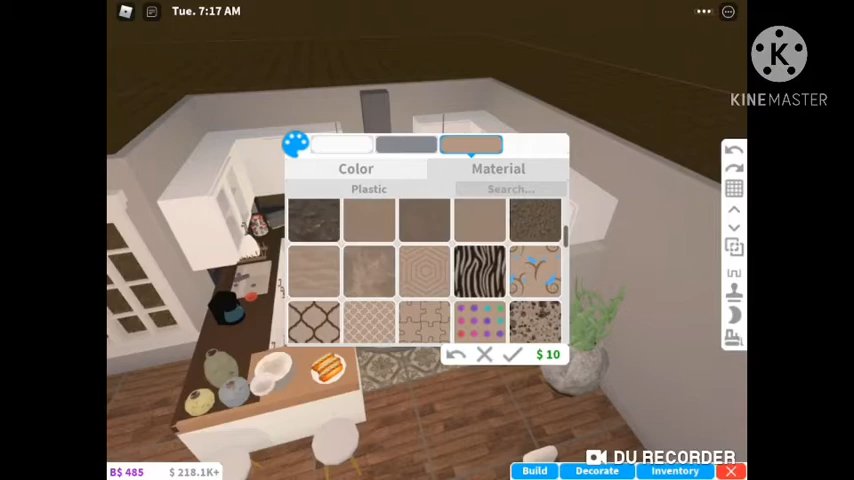 Tue. 7:17 AM
K
KINEMASTER
Color
Material
Plastic
Search...
$ 10
DU RECORDER
B$ 485
$ 218.1K+
Build
Decorate
Inventory